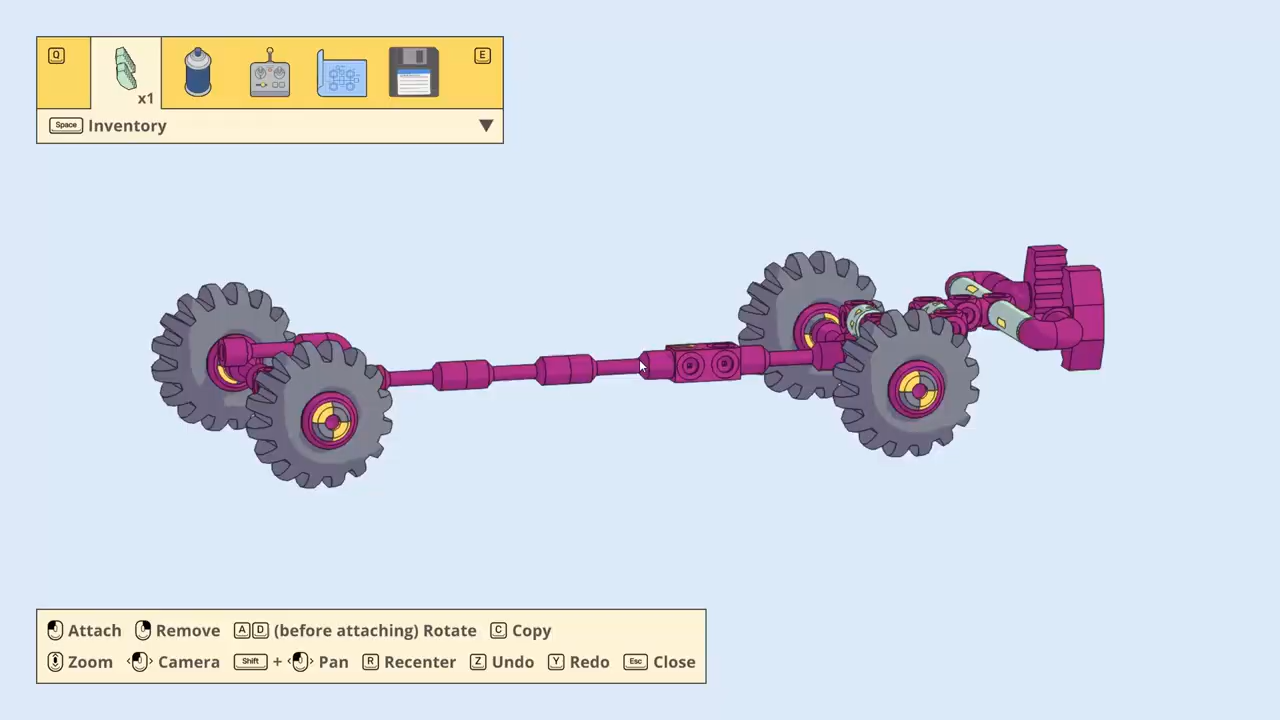 Q E
x1
Space Inventory
Attach Remove A D (before attaching) Rotate C Copy
Zoom Camera Shift + Pan R Recenter Z Undo Y Redo Esc Close